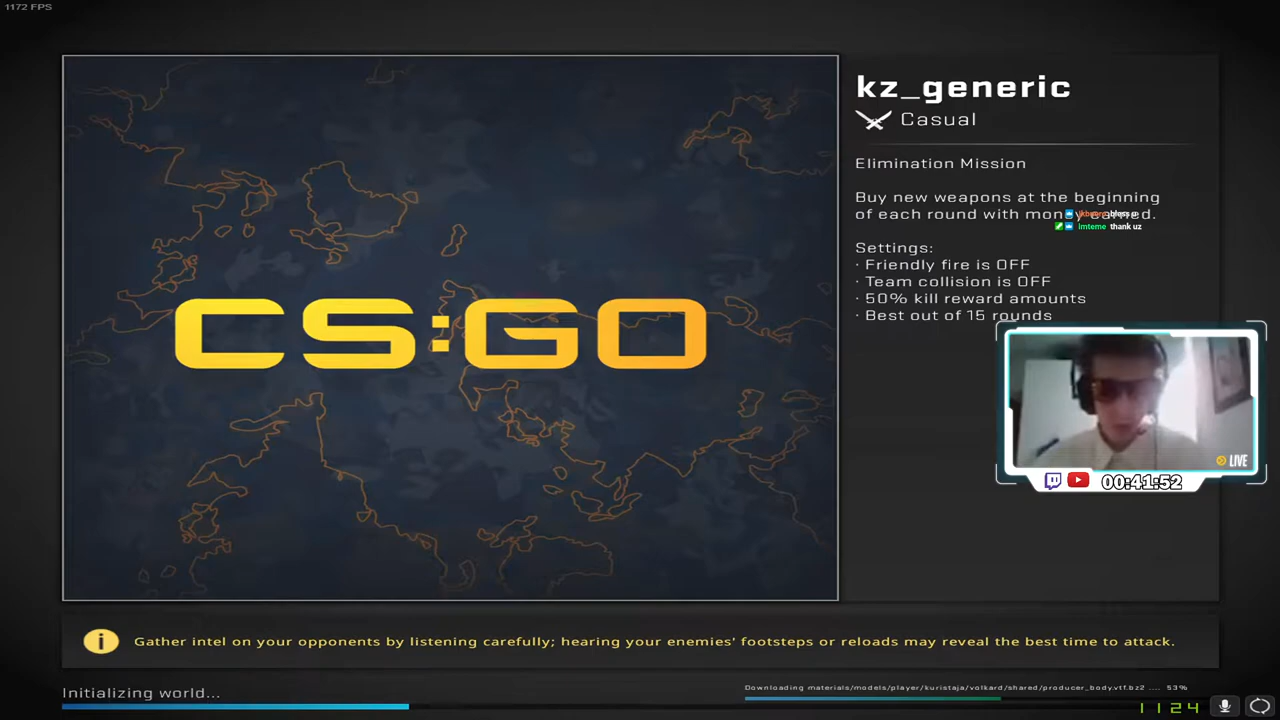 1172 FPS
CS:GO
kz_generic
Casual
Elimination Mission
Buy new weapons at the beginning
of each round with money earned.
bless u
lmteme thank uz
Settings:
· Friendly fire is OFF
· Team collision is OFF
· 50% kill reward amounts
· Best out of 15 rounds
LIVE
00:41:52
Gather intel on your opponents by listening carefully; hearing your enemies' footsteps or reloads may reveal the best time to attack.
Initializing world...
Downloading materials/models/player/kuristaja/volkard/shared/producer_body.vtf.bz2 .... 53%
1124